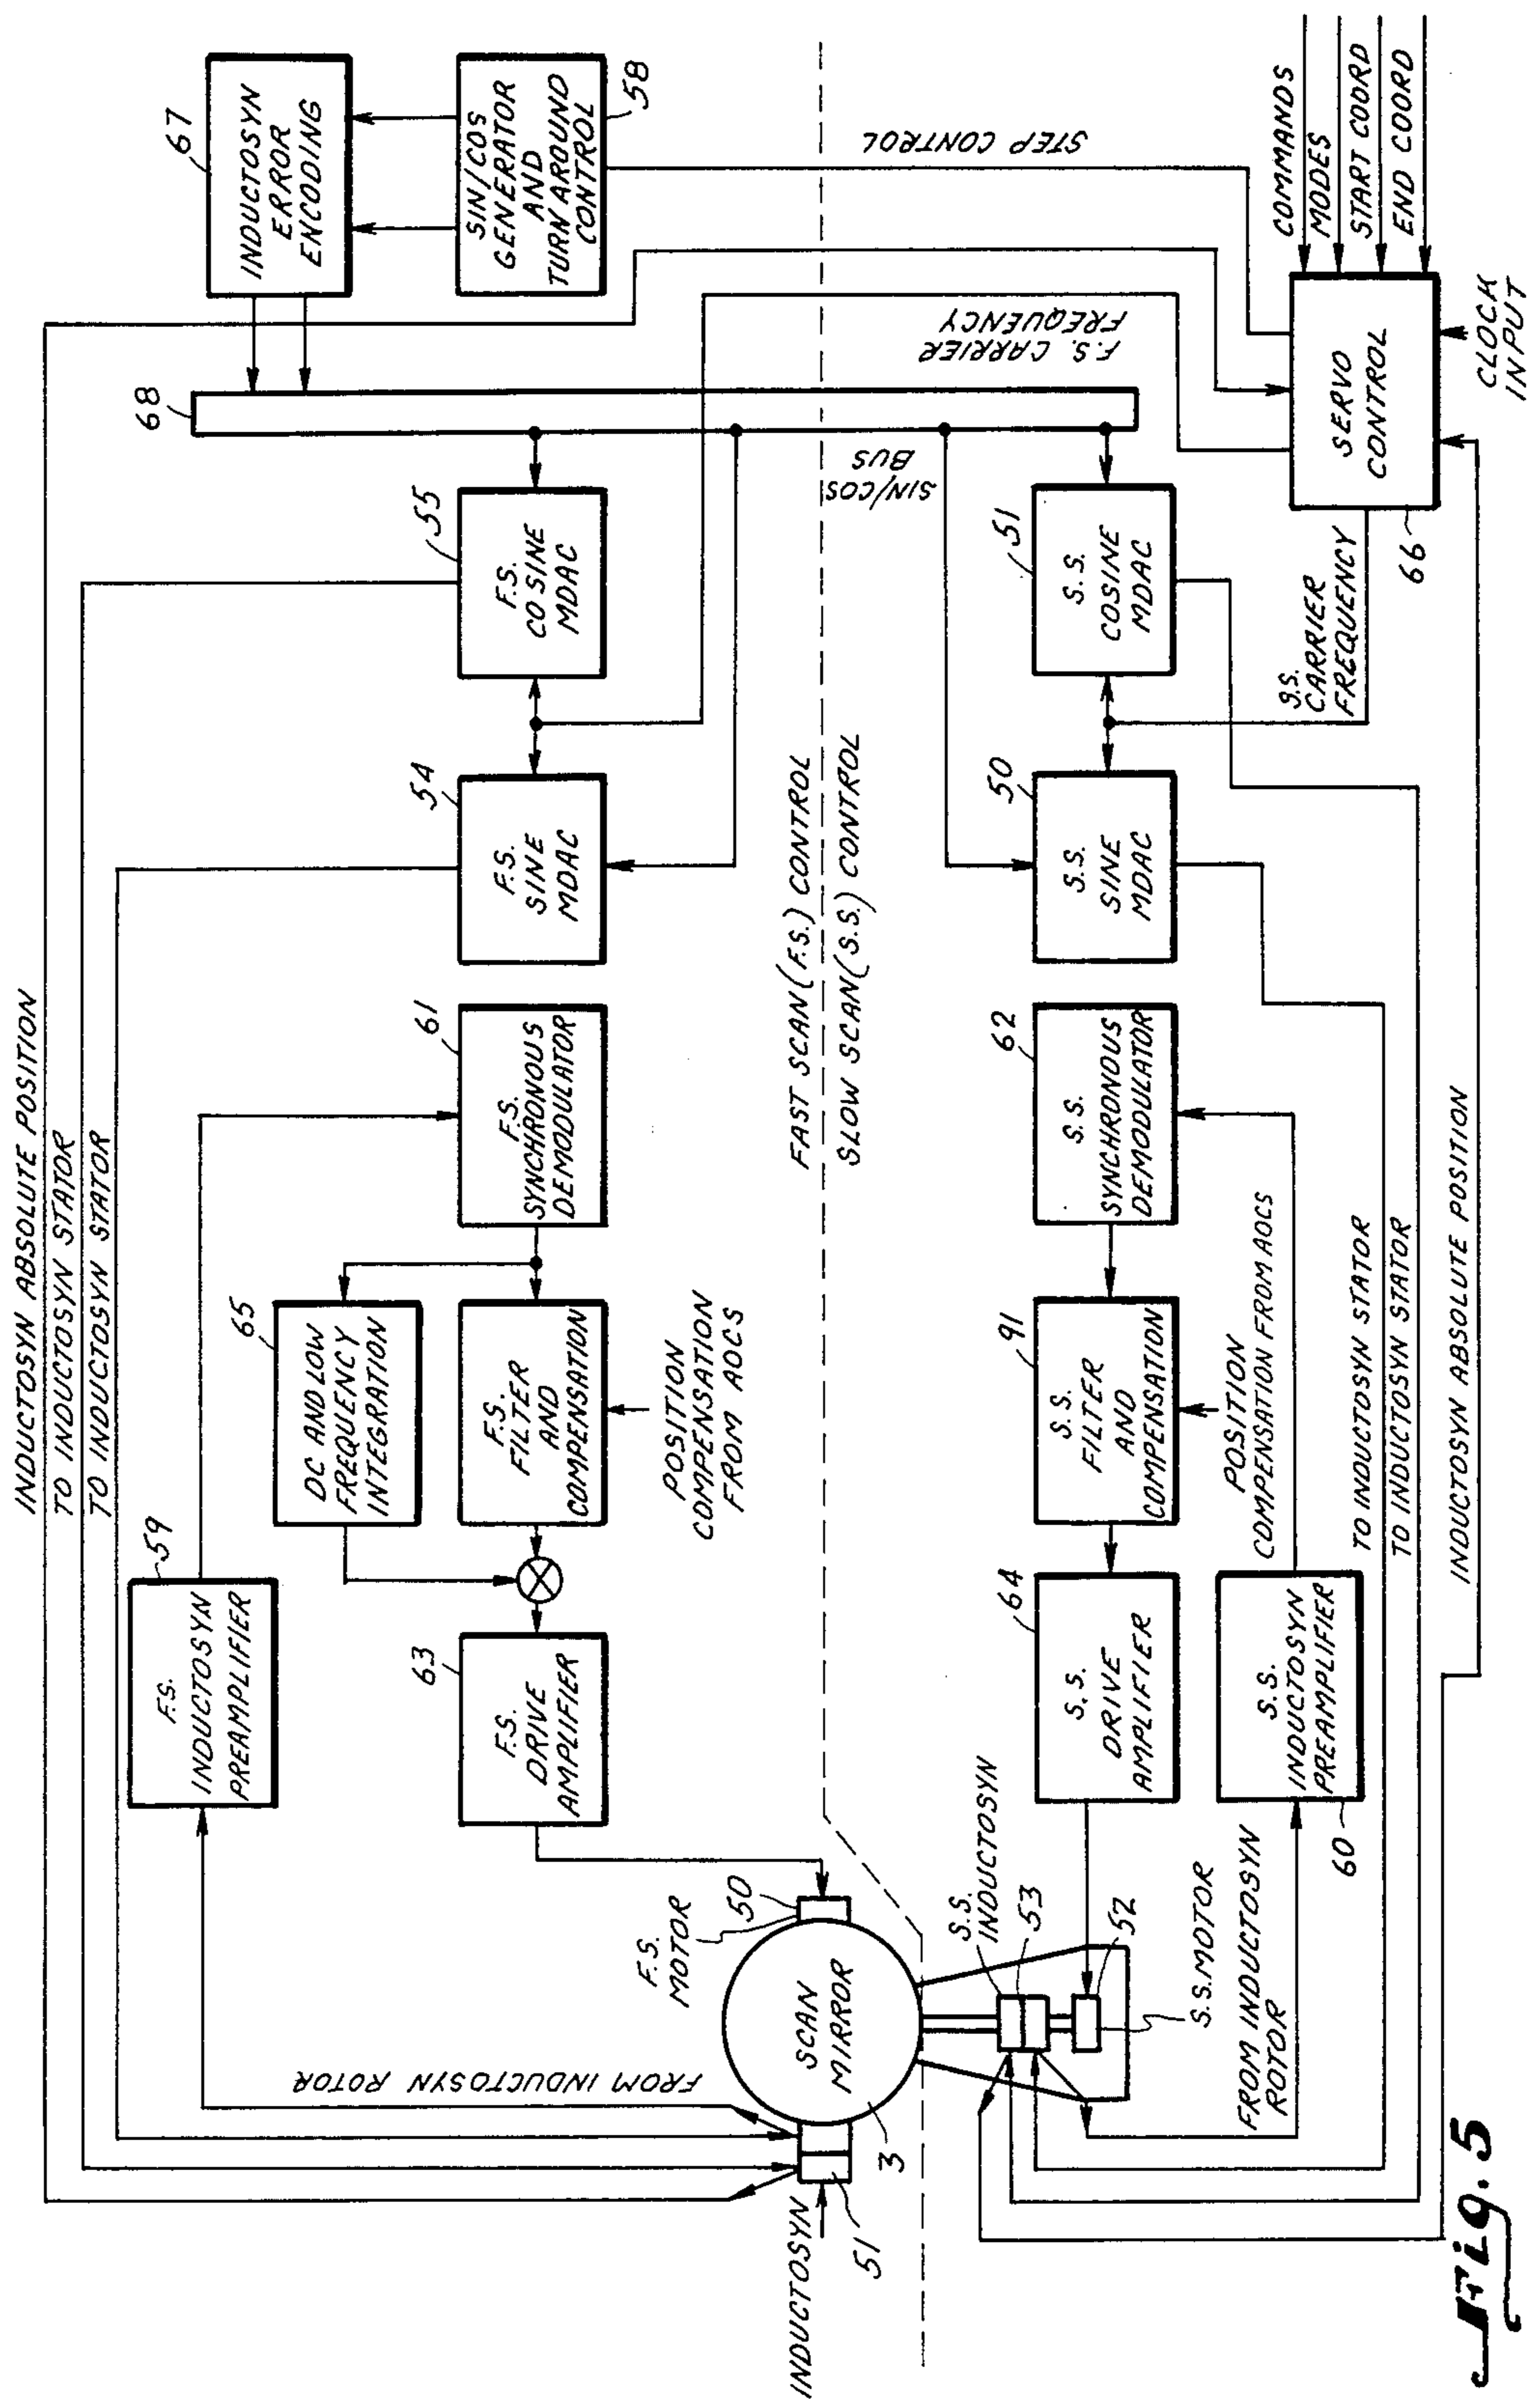 INDUCTOSYN ABSOLUTE POSITION
TO INDUCTOSYN STATOR
TO INDUCTOSYN STATOR
59
F.S.
INDUCTOSYN
PREAMPLIFIER
67
INDUCTOSYN
ERROR
ENCODING
68
65
DC AND LOW
FREQUENCY
INTEGRATION
FROM INDUCTOSYN ROTOR
63
F.S.
DRIVE
AMPLIFIER
F.S.
FILTER
AND
COMPENSATION
61
F.S.
SYNCHRONOUS
DEMODULATOR
54
F.S.
SINE
MDAC
55
F.S.
COSINE
MDAC
SIN/COS
GENERATOR
AND
TURN AROUND
CONTROL
58
POSITION
COMPENSATION
FROM AOCS
F.S.
MOTOR
50
INDUCTOSYN
51
SCAN
MIRROR
3
FAST SCAN (F.S.) CONTROL
SLOW SCAN (S.S.) CONTROL
SIN/COS
BUS
F.S. CARRIER
FREQUENCY
STEP CONTROL
S.S.
INDUCTOSYN
53
52
S.S. MOTOR
64
S.S.
DRIVE
AMPLIFIER
91
S.S.
FILTER
AND
COMPENSATION
62
S.S.
SYNCHRONOUS
DEMODULATOR
50
S.S.
SINE
MDAC
51
S.S.
COSINE
MDAC
POSITION
COMPENSATION FROM AOCS
FROM INDUCTOSYN
ROTOR
60
S.S.
INDUCTOSYN
PREAMPLIFIER
S.S.
CARRIER
FREQUENCY
66
SERVO
CONTROL
COMMANDS
MODES
START COORD
END COORD
CLOCK
INPUT
TO INDUCTOSYN STATOR
TO INDUCTOSYN STATOR
INDUCTOSYN ABSOLUTE POSITION
Fig. 5